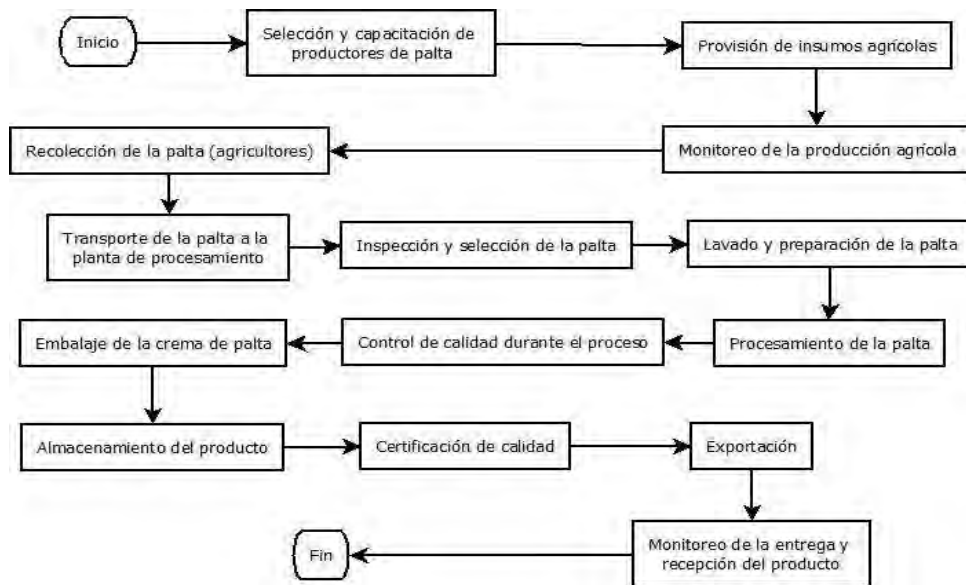 Inicio
Selección y capacitación de
productores de palta
Provisión de insumos agrícolas
Monitoreo de la producción agrícola
Recolección de la palta (agricultores)
Transporte de la palta a la
planta de procesamiento
Inspección y selección de la palta
Lavado y preparación de la palta
Procesamiento de la palta
Control de calidad durante el proceso
Embalaje de la crema de palta
Almacenamiento del producto
Certificación de calidad
Exportación
Monitoreo de la entrega y
recepción del producto
Fin